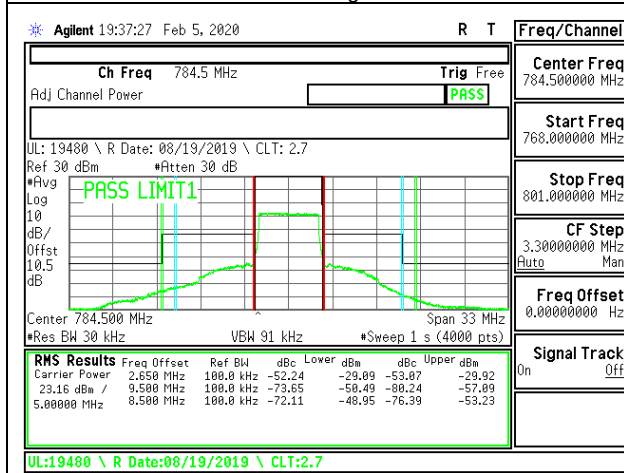 Agilent 19:37:27 Feb 5, 2020 R T
Freq/Channel
Ch Freq 784.5 MHz Trig Free
Adj Channel Power PASS
UL: 19480 \ R Date: 08/19/2019 \ CLT: 2.7
Ref 30 dBm #Atten 30 dB
#Avg
Log
10
dB/
Offst
10.5
dB
PASS LIMIT1
Center 784.500 MHz Span 33 MHz
#Res BW 30 kHz VBW 91 kHz #Sweep 1 s (4000 pts)
RMS Results Freq Offset Ref BW dBc Lower dBm dBc Upper dBm
Carrier Power 2.650 MHz 100.0 kHz -52.24 -29.09 -53.07 -29.92
23.16 dBm / 9.500 MHz 100.0 kHz -73.65 -50.49 -80.24 -57.09
5.00000 MHz 8.500 MHz 100.0 kHz -72.11 -48.95 -76.39 -53.23
UL:19480 \ R Date:08/19/2019 \ CLT:2.7
Center Freq
784.500000 MHz
Start Freq
768.000000 MHz
Stop Freq
801.000000 MHz
CF Step
3.30000000 MHz
Auto Man
Freq Offset
0.00000000 Hz
Signal Track
On Off